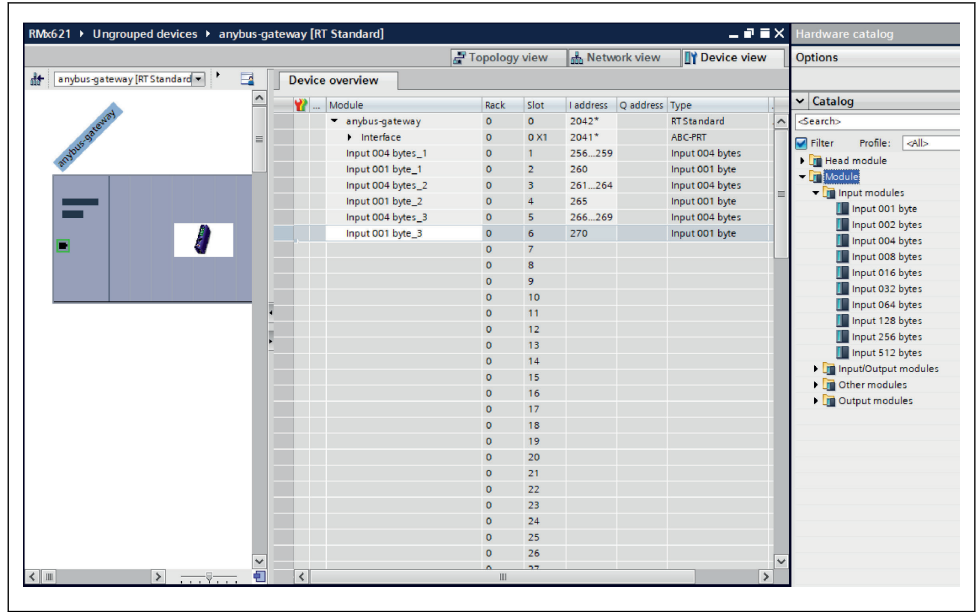 RMx621 ▸ Ungrouped devices ▸ anybus-gateway [RT Standard]
Topology view Network view Device view
anybus-gateway [RT Standard
anybus-gateway
Device overview
... Module Rack Slot I address Q address Type
anybus-gateway 0 0 2042* RT Standard
Interface 0 0 X1 2041* ABC-PRT
Input 004 bytes_1 0 1 256...259 Input 004 bytes
Input 001 byte_1 0 2 260 Input 001 byte
Input 004 bytes_2 0 3 261...264 Input 004 bytes
Input 001 byte_2 0 4 265 Input 001 byte
Input 004 bytes_3 0 5 266...269 Input 004 bytes
Input 001 byte_3 0 6 270 Input 001 byte
0 7
0 8
0 9
0 10
0 11
0 12
0 13
0 14
0 15
0 16
0 17
0 18
0 19
0 20
0 21
0 22
0 23
0 24
0 25
0 26
Hardware catalog
Options
Catalog
<Search>
Filter Profile: <All>
Head module
Module
Input modules
Input 001 byte
Input 002 bytes
Input 004 bytes
Input 008 bytes
Input 016 bytes
Input 032 bytes
Input 064 bytes
Input 128 bytes
Input 256 bytes
Input 512 bytes
Input/Output modules
Other modules
Output modules